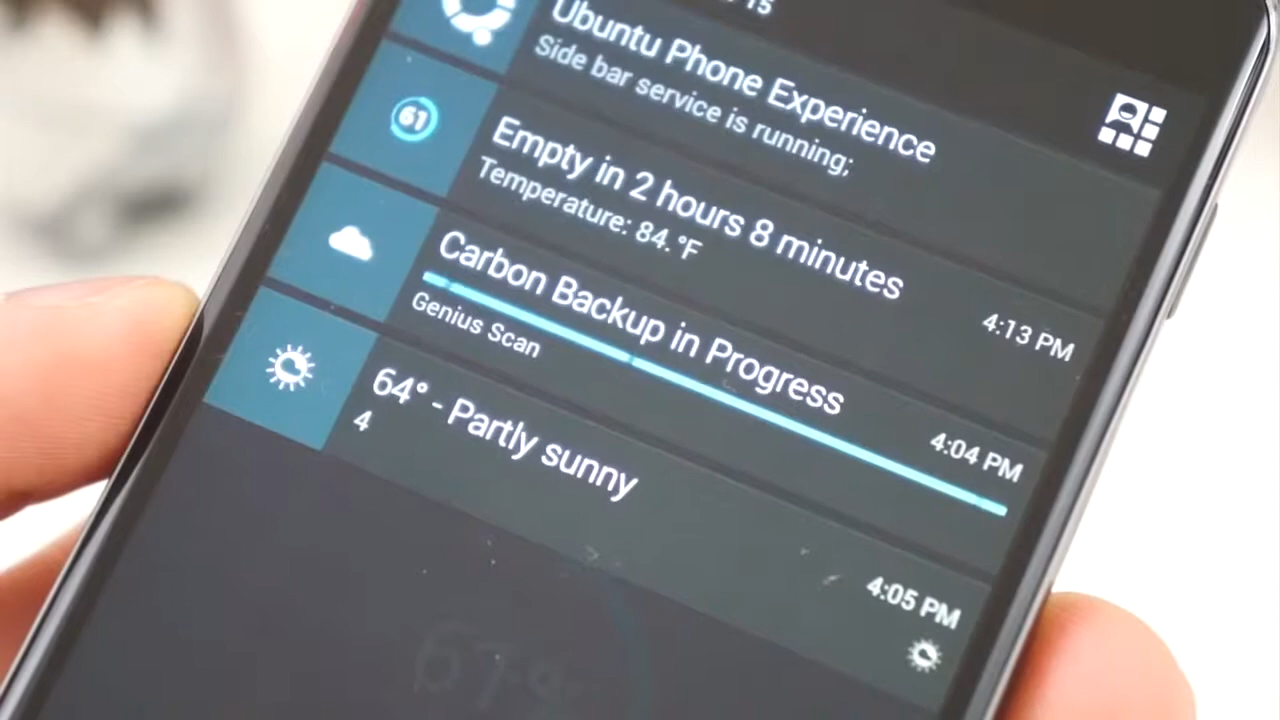 15
Ubuntu Phone Experience
Side bar service is running;
61
Empty in 2 hours 8 minutes
Temperature: 84.°F
4:13 PM
Carbon Backup in Progress
Genius Scan
4:04 PM
64° - Partly sunny
4
4:05 PM